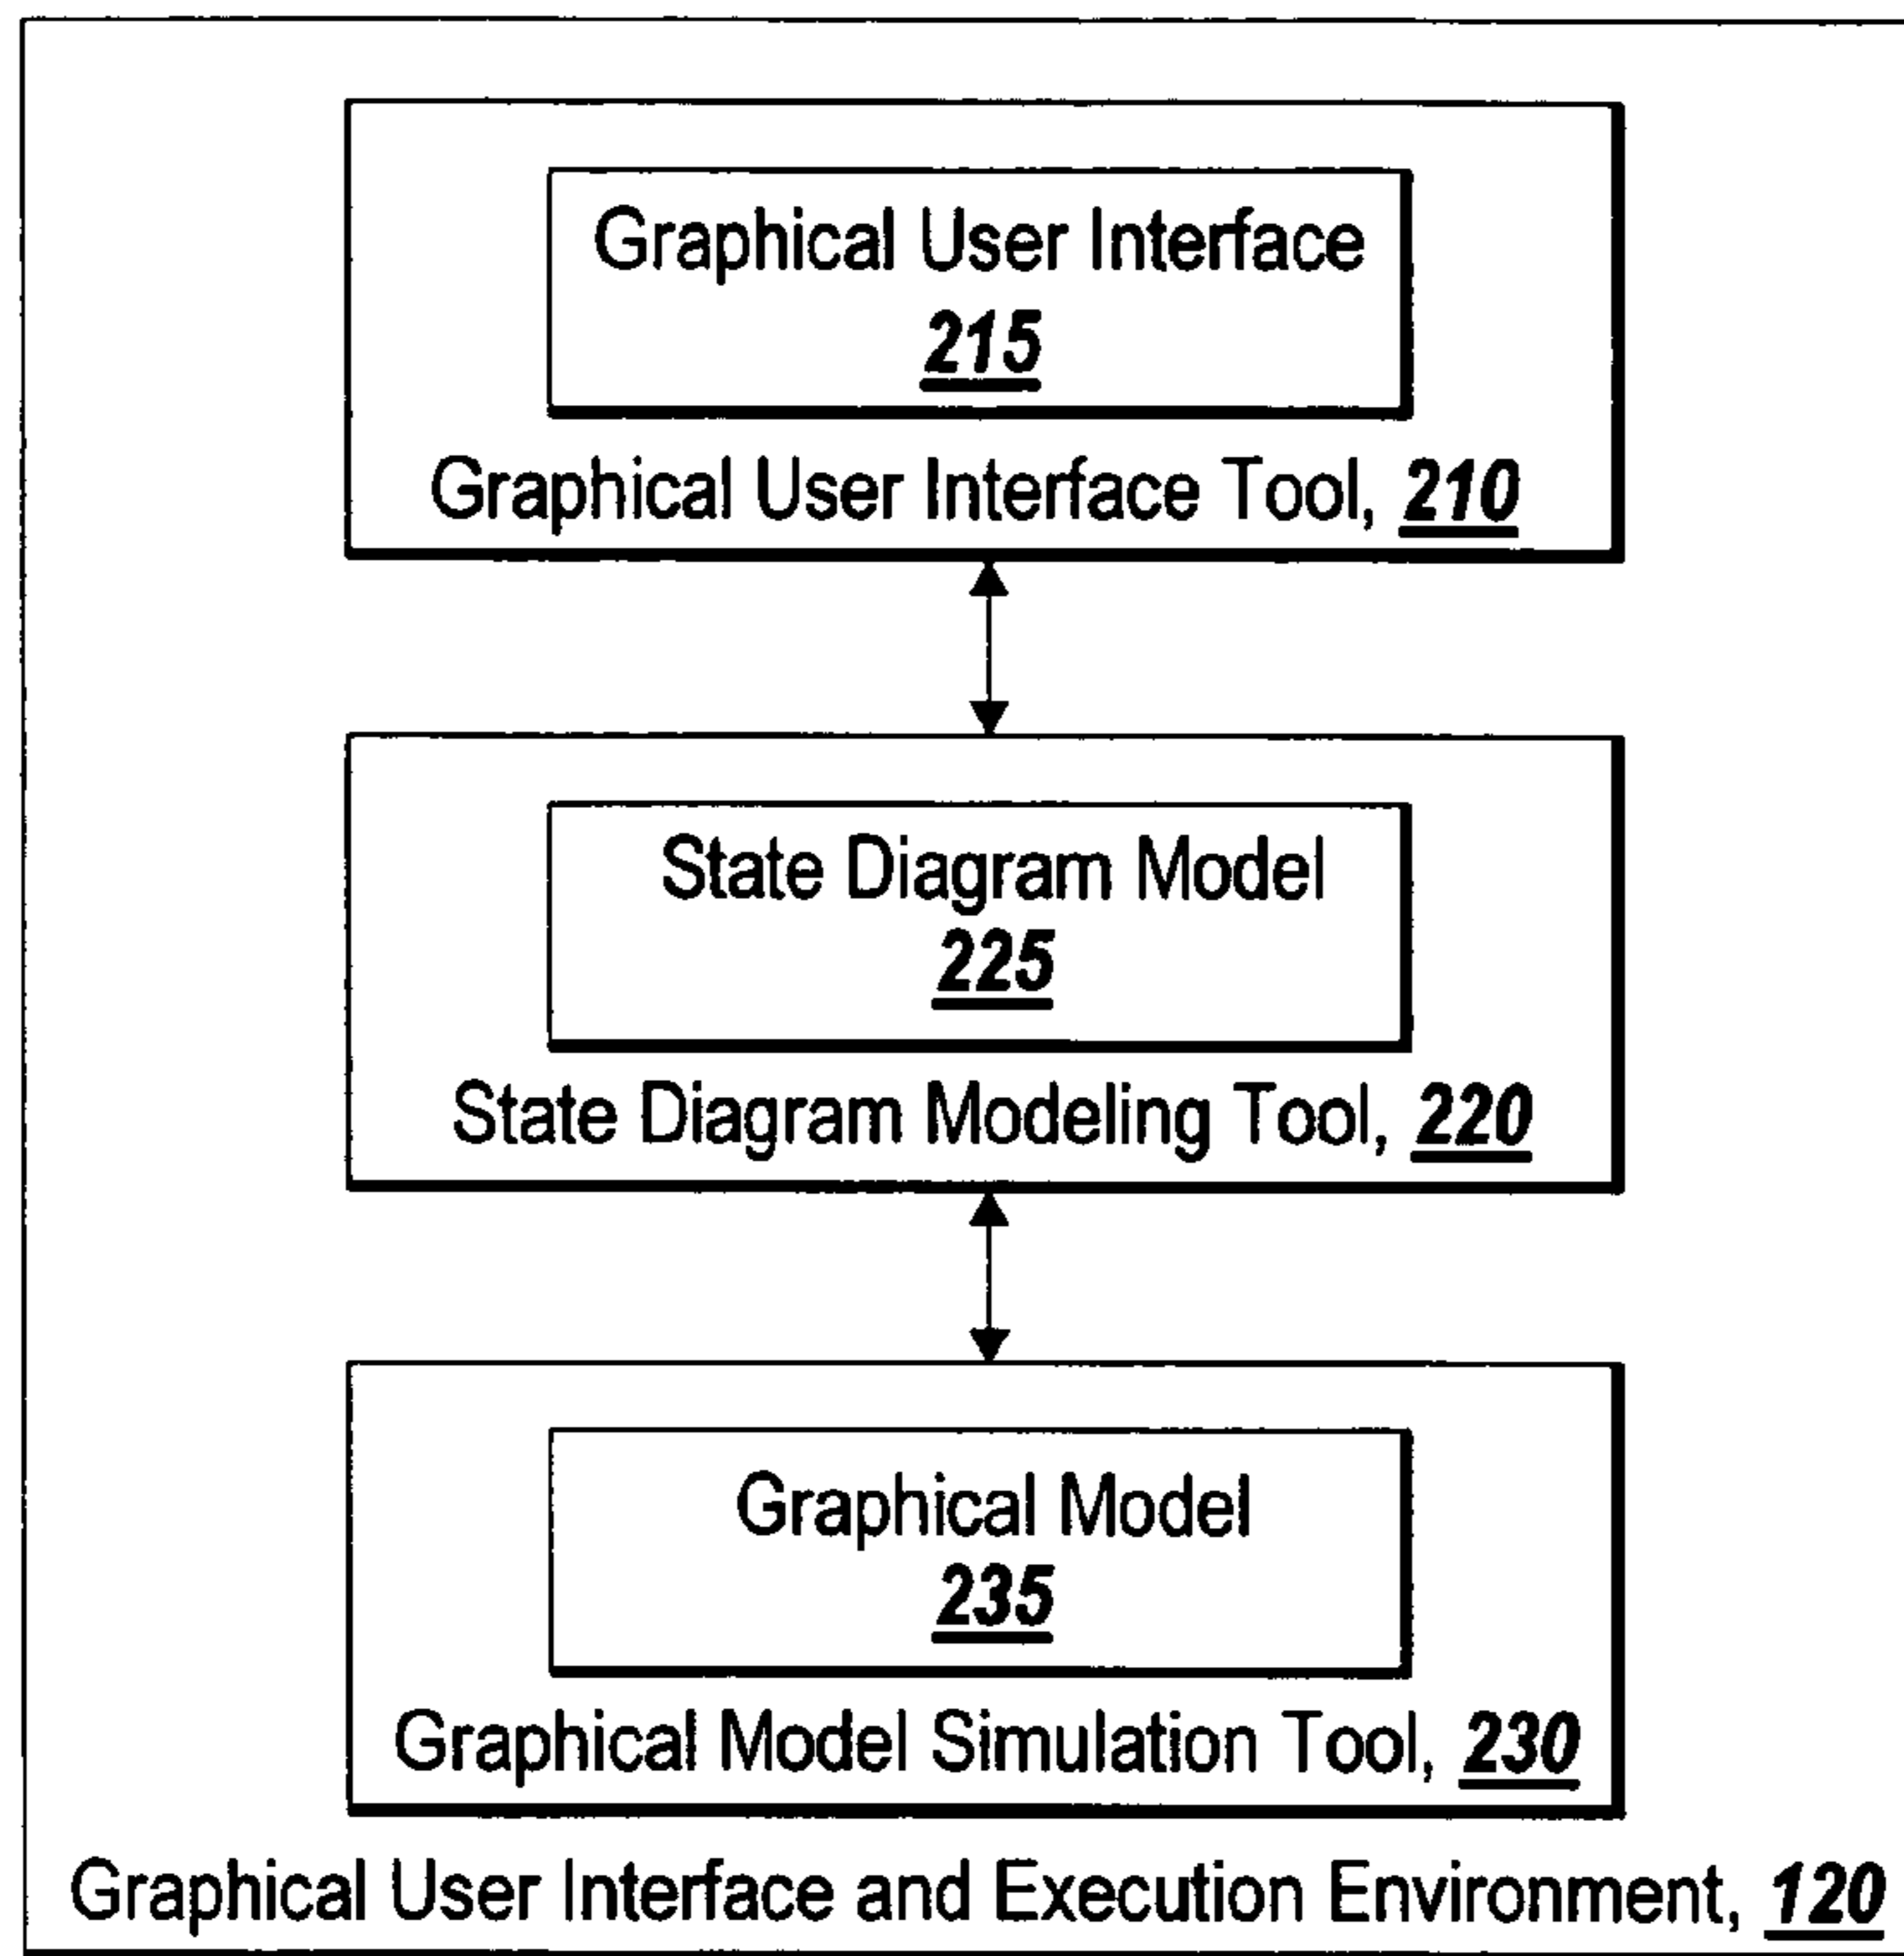 Graphical User Interface
215
Graphical User Interface Tool, 210
State Diagram Model
225
State Diagram Modeling Tool, 220
Graphical Model
235
Graphical Model Simulation Tool, 230
Graphical User Interface and Execution Environment, 120